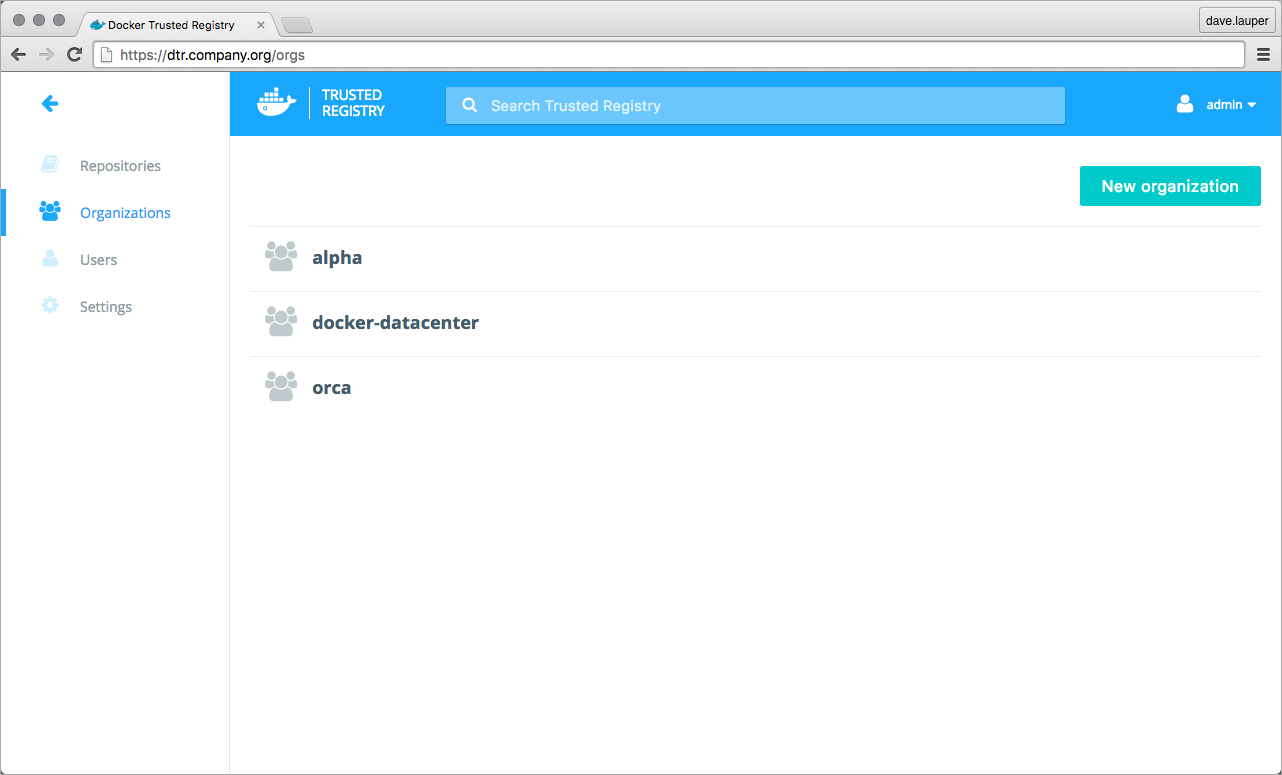 Docker Trusted Registry
dave.lauper
https://dtr.company.org/orgs
TRUSTED
REGISTRY
Search Trusted Registry
admin
Repositories
Organizations
Users
Settings
New organization
alpha
docker-datacenter
orca